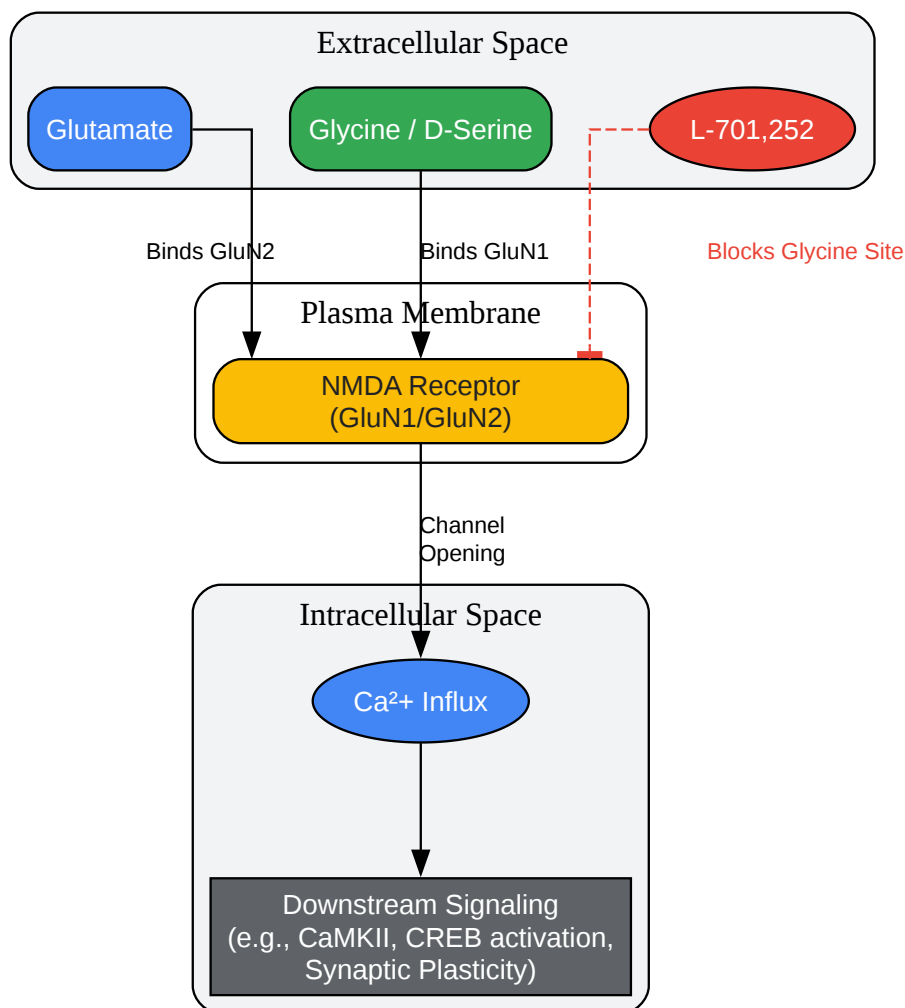 Extracellular Space
Glutamate
Glycine / D-Serine
L-701,252
Binds GluN2
Binds GluN1
Blocks Glycine Site
Plasma Membrane
NMDA Receptor
(GluN1/GluN2)
Channel
Opening
Intracellular Space
Ca²+ Influx
Downstream Signaling
(e.g., CaMKII, CREB activation,
Synaptic Plasticity)